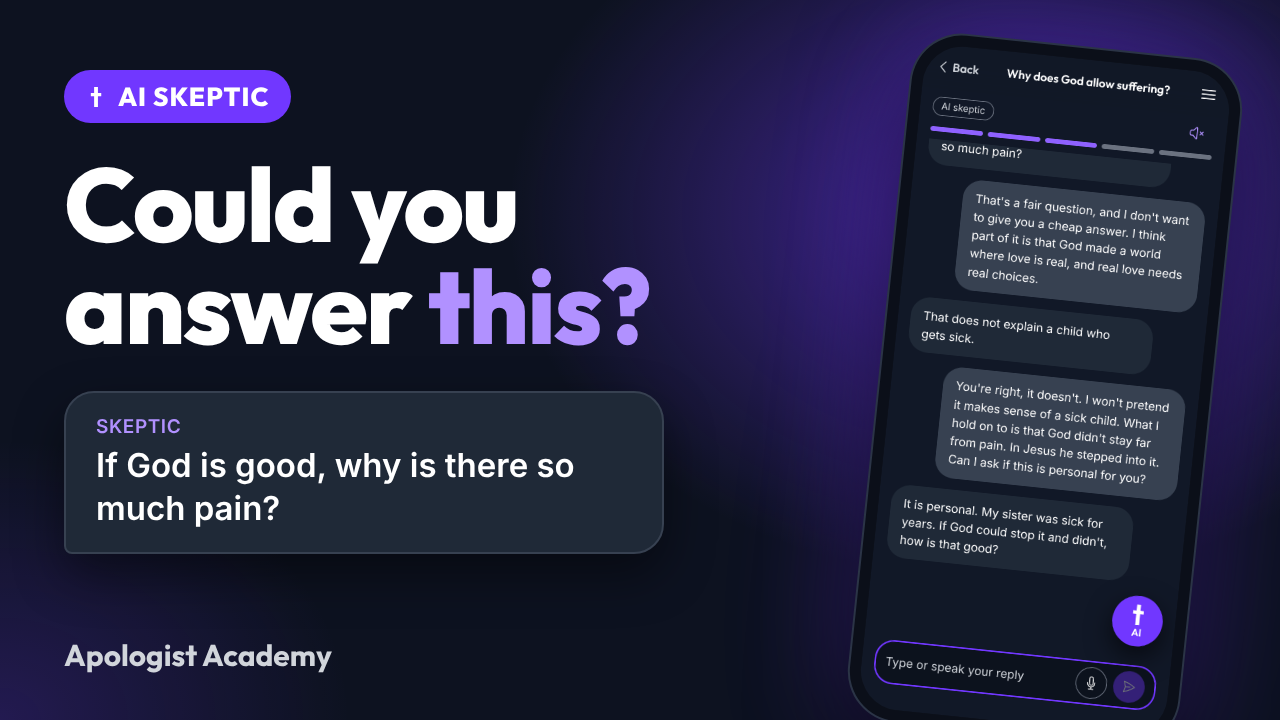 AI SKEPTIC
Could you
answer this?
SKEPTIC
If God is good, why is there so
much pain?
Apologist Academy
Back
Why does God allow suffering?
AI skeptic
so much pain?
That's a fair question, and I don't want
to give you a cheap answer. I think
part of it is that God made a world
where love is real, and real love needs
real choices.
That does not explain a child who
gets sick.
You're right, it doesn't. I won't pretend
it makes sense of a sick child. What I
hold on to is that God didn't stay far
from pain. In Jesus he stepped into it.
Can I ask if this is personal for you?
It is personal. My sister was sick for
years. If God could stop it and didn't,
how is that good?
AI
Type or speak your reply